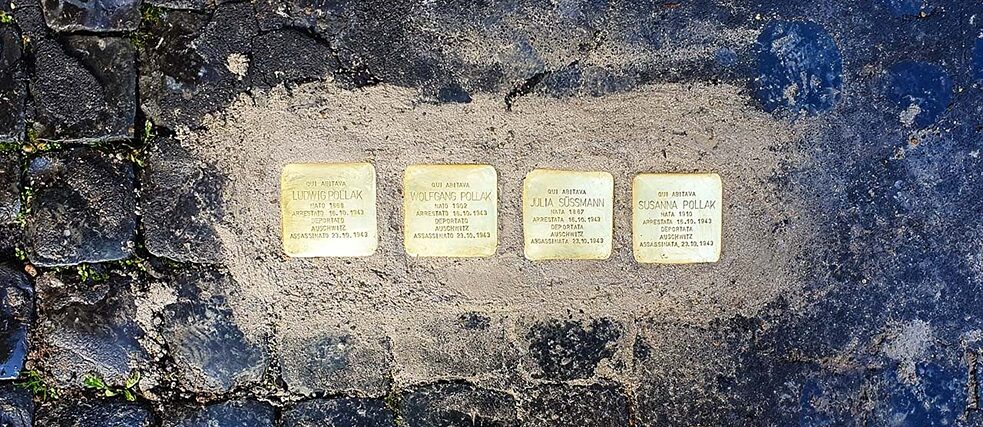 QUI ABITAVA
LUDWIG POLLAK
NATO 1868
ARRESTATO 16.10.1943
DEPORTATO
AUSCHWITZ
ASSASSINATO 23.10.1943
QUI ABITAVA
WOLFGANG POLLAK
NATO 1902
ARRESTATO 16.10.1943
DEPORTATO
AUSCHWITZ
ASSASSINATO 23.10.1943
QUI ABITAVA
JULIA SÜSSMANN
NATA 1867
ARRESTATA 16.10.1943
DEPORTATA
AUSCHWITZ
ASSASSINATA 23.10.1943
QUI ABITAVA
SUSANNA POLLAK
NATA 1910
ARRESTATA 16.10.1943
DEPORTATA
AUSCHWITZ
ASSASSINATA 23.10.1943